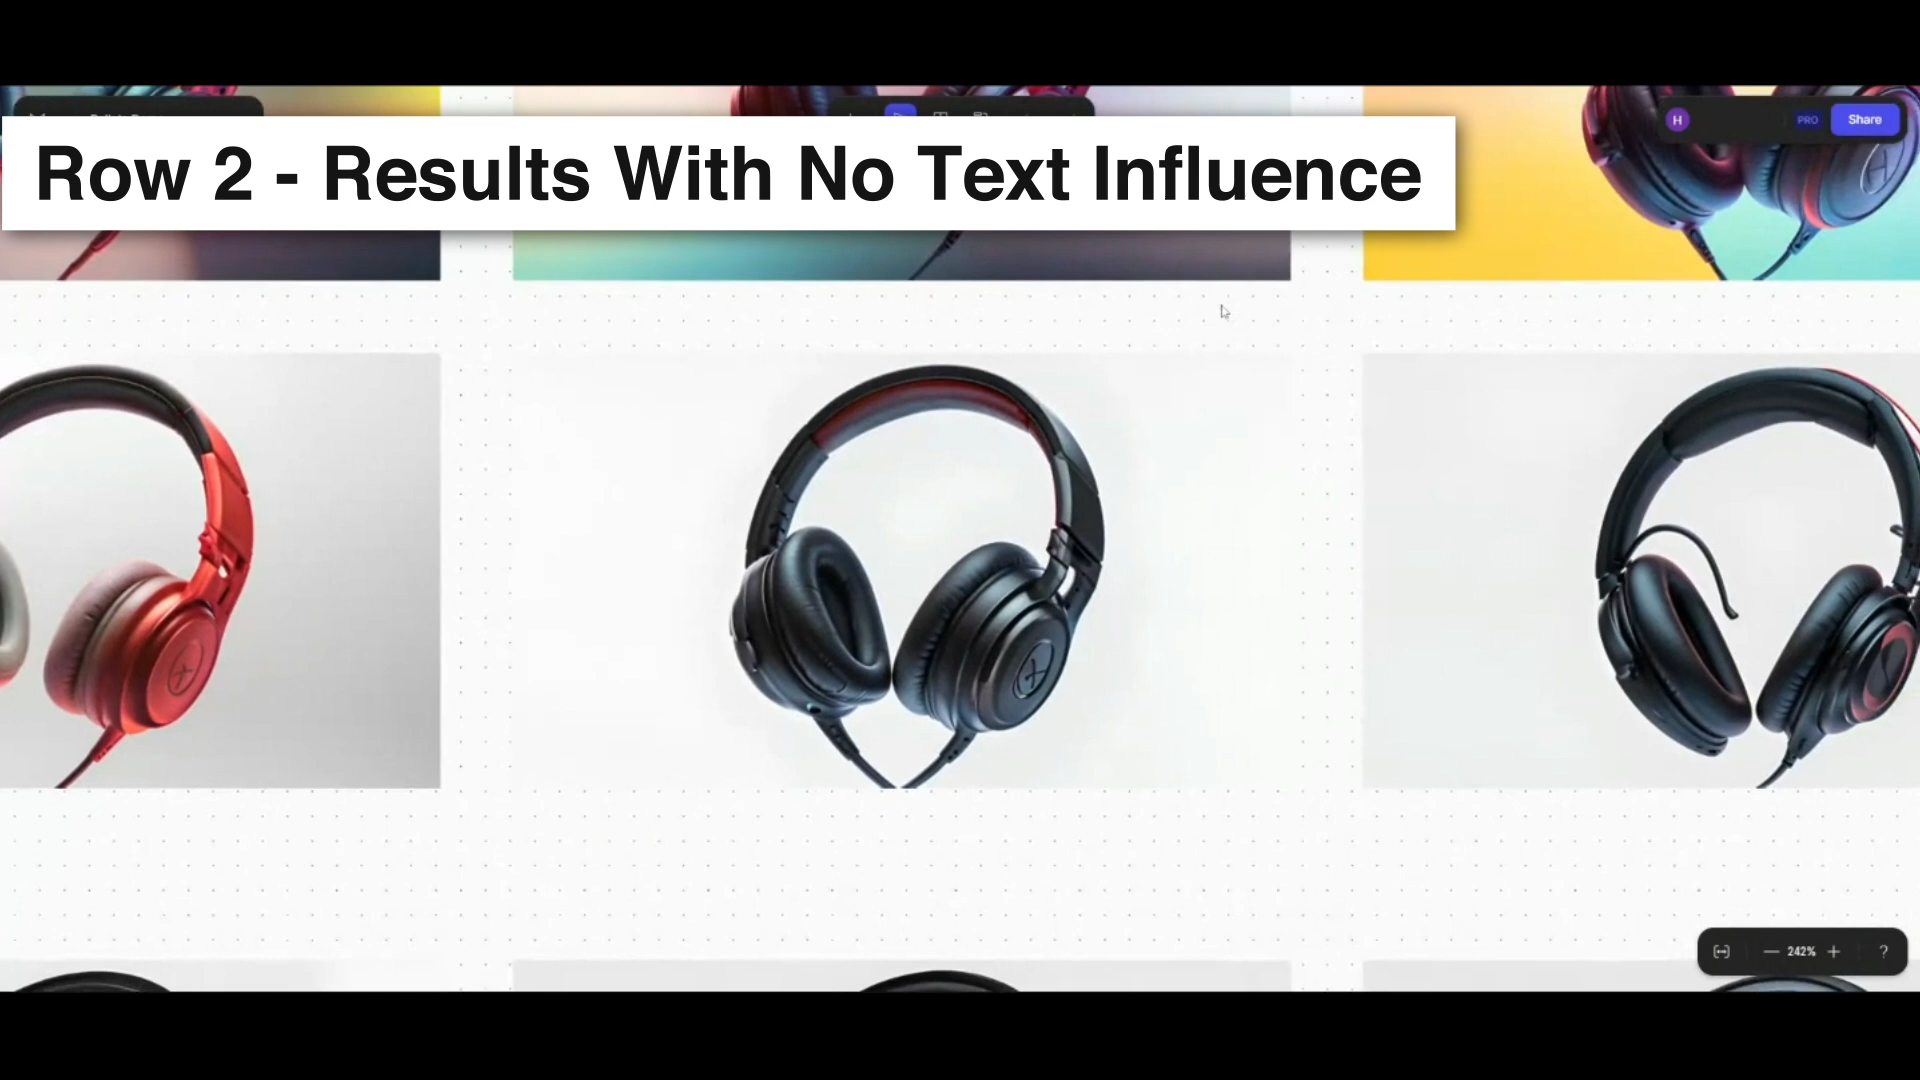 Row 2 - Results With No Text Influence
H
PRO
Share
242%
?